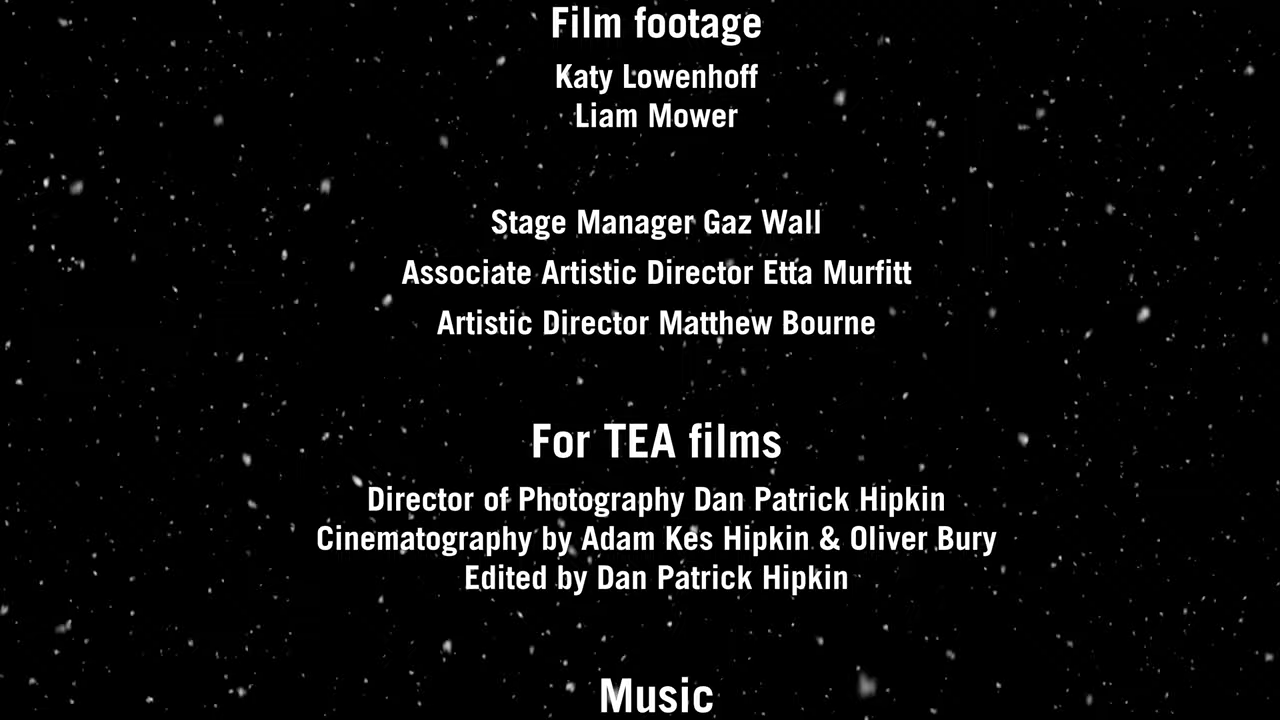 Film footage
Katy Lowenhoff
Liam Mower
Stage Manager Gaz Wall
Associate Artistic Director Etta Murfitt
Artistic Director Matthew Bourne
For TEA films
Director of Photography Dan Patrick Hipkin
Cinematography by Adam Kes Hipkin & Oliver Bury
Edited by Dan Patrick Hipkin
Music